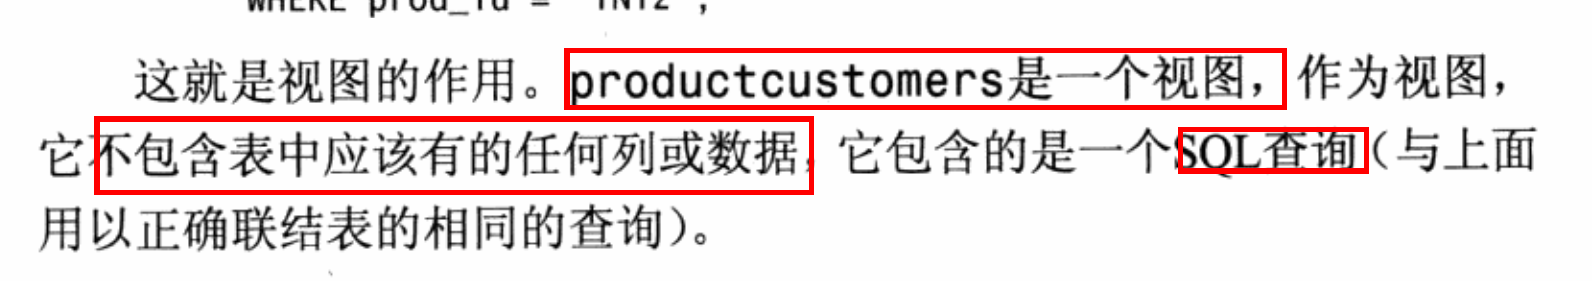 WHERE prod_id = 'TNT2';
这就是视图的作用。productcustomers是一个视图，作为视图，
它不包含表中应该有的任何列或数据，它包含的是一个SQL查询（与上面
用以正确联结表的相同的查询）。